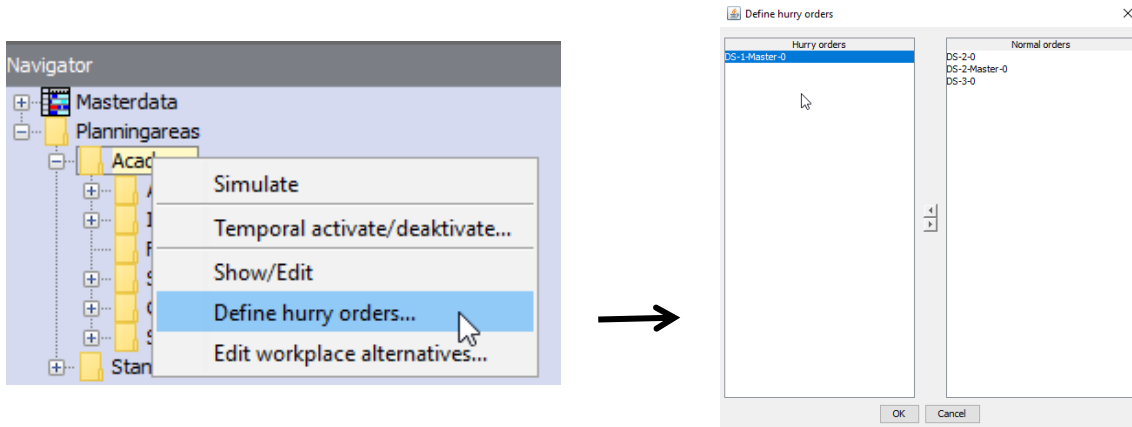 Navigator
Masterdata
Planningareas
Simulate
Temporal activate/deaktivate...
Show/Edit
Define hurry orders...
Edit workplace alternatives...
Define hurry orders
Hurry orders
DS-1-Master-0
Normal orders
DS-2-0
DS-2-Master-0
DS-3-0
OK
Cancel